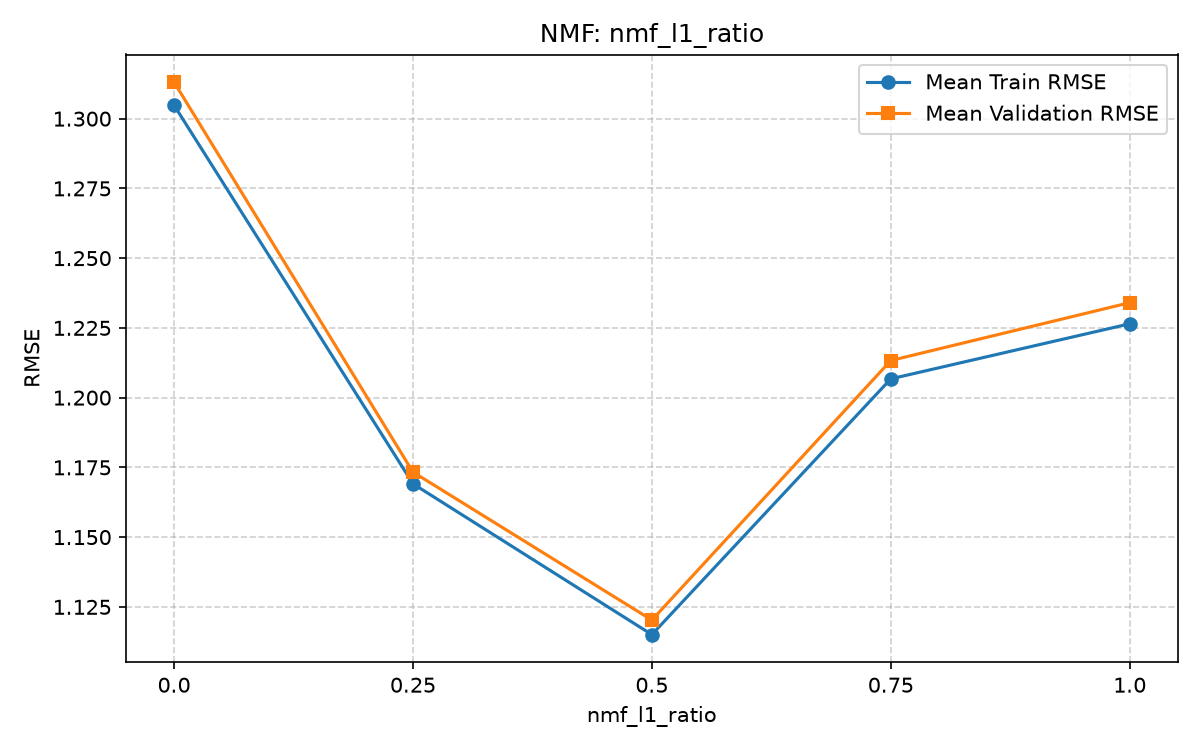 NMF: nmf_l1_ratio
Mean Train RMSE
Mean Validation RMSE
RMSE
1.300
1.275
1.250
1.225
1.200
1.175
1.150
1.125
0.0 0.25 0.5 0.75 1.0
nmf_l1_ratio